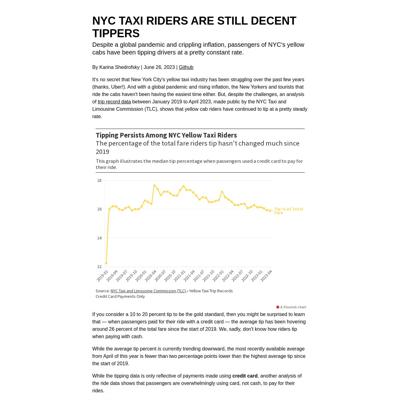 NYC TAXI RIDERS ARE STILL DECENT
TIPPERS
Despite a global pandemic and crippling inflation, passengers of NYC's yellow
cabs have been tipping drivers at a pretty constant rate.
By Karina Shedrofsky | June 26, 2023 | Github
It's no secret that New York City's yellow taxi industry has been struggling over the past few years
(thanks, Uber!). And with a global pandemic and rising inflation, the New Yorkers and tourists that
ride the cabs haven't been having the easiest time either. But, despite the challenges, an analysis
of trip record data between January 2019 to April 2023, made public by the NYC Taxi and
Limousine Commission (TLC), shows that yellow cab riders have continued to tip at a pretty steady
rate.
Tipping Persists Among NYC Yellow Taxi Riders
The percentage of the total fare riders tip hasn't changed much since
2019
This graph illustrates the median tip percentage when passengers used a credit card to pay for
their ride.
28
26
24
22
Source: NYC Taxi and Limousine Commission (TLC) • Yellow Taxi Trip Records
Credit Card Payments Only
A Flourish chart
If you consider a 10 to 20 percent tip to be the gold standard, then you might be surprised to learn
that — when passengers paid for their ride with a credit card — the average tip has been hovering
around 26 percent of the total fare since the start of 2019. We, sadly, don't know how riders tip
when paying with cash.
While the average tip percent is currently trending downward, the most recently available average
from April of this year is fewer than two percentage points lower than the highest average tip since
the start of 2019.
While the tipping data is only reflective of payments made using credit card, another analysis of
the ride data shows that passengers are overwhelmingly using card, not cash, to pay for their
rides.